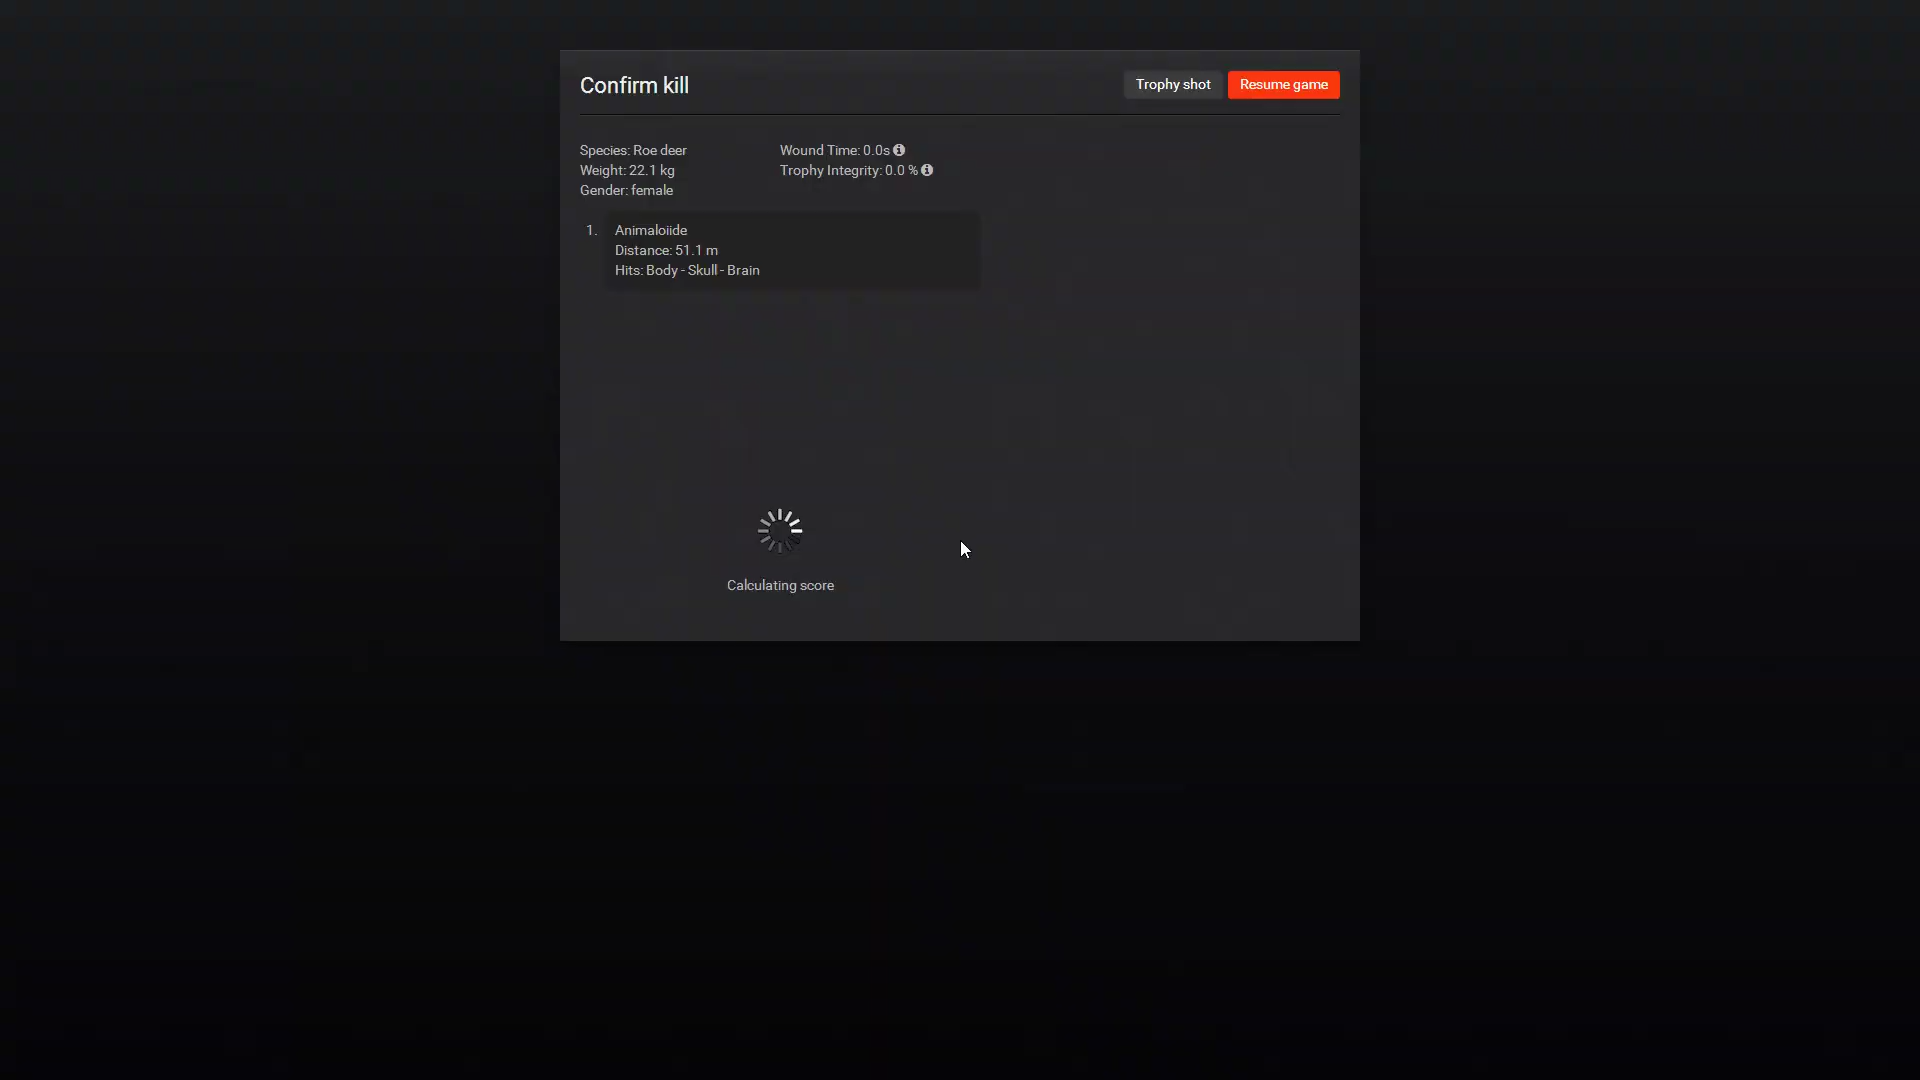 Confirm kill
Trophy shot
Resume game
Species: Roe deer
Weight: 22.1 kg
Gender: female
Wound Time: 0.0s
Trophy Integrity: 0.0 %
1.
Animaloiide
Distance: 51.1 m
Hits: Body - Skull - Brain
Calculating score